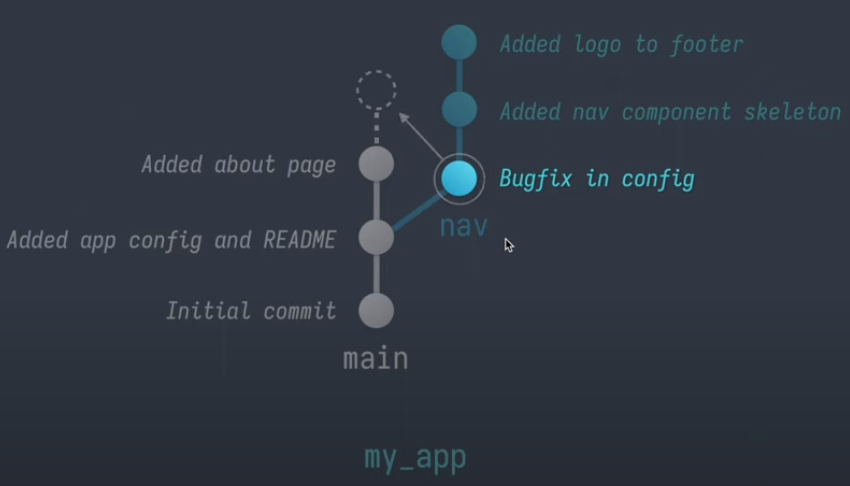 Added logo to footer
Added nav component skeleton
Added about page
Bugfix in config
nav
Added app config and README
Initial commit
main
my_app